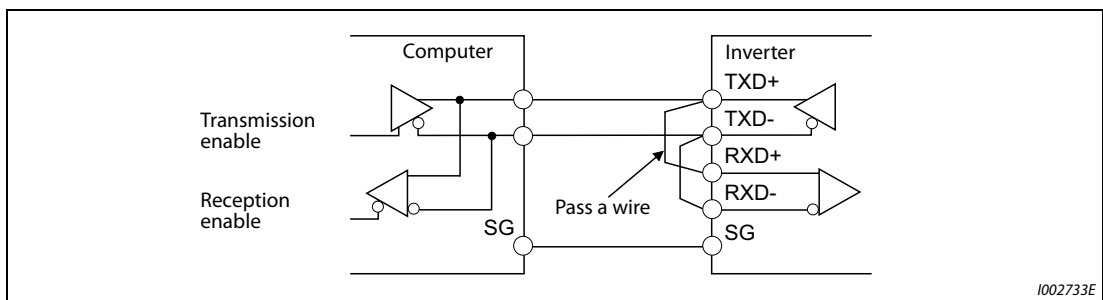 Computer
Inverter
TXD+
TXD-
Transmission
enable
RXD+
RXD-
Reception
enable
Pass a wire
SG
SG
I002733E